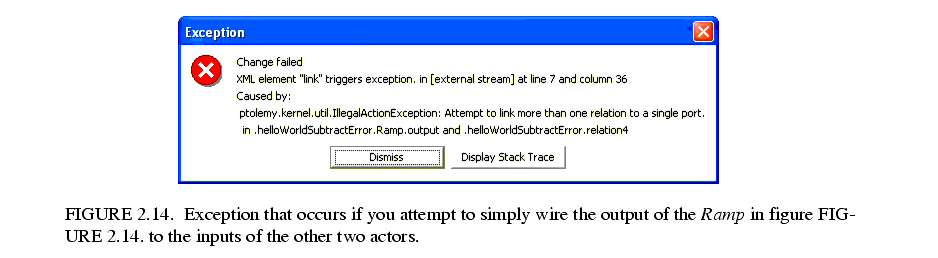 Exception
Change failed
XML element "link" triggers exception. in [external stream] at line 7 and column 36
Caused by:
ptolemy.kernel.util.IllegalActionException: Attempt to link more than one relation to a single port.
in .helloWorldSubtractError.Ramp.output and .helloWorldSubtractError.relation4
Dismiss
Display Stack Trace
FIGURE 2.14. Exception that occurs if you attempt to simply wire the output of the Ramp in figure FIG-
URE 2.14. to the inputs of the other two actors.